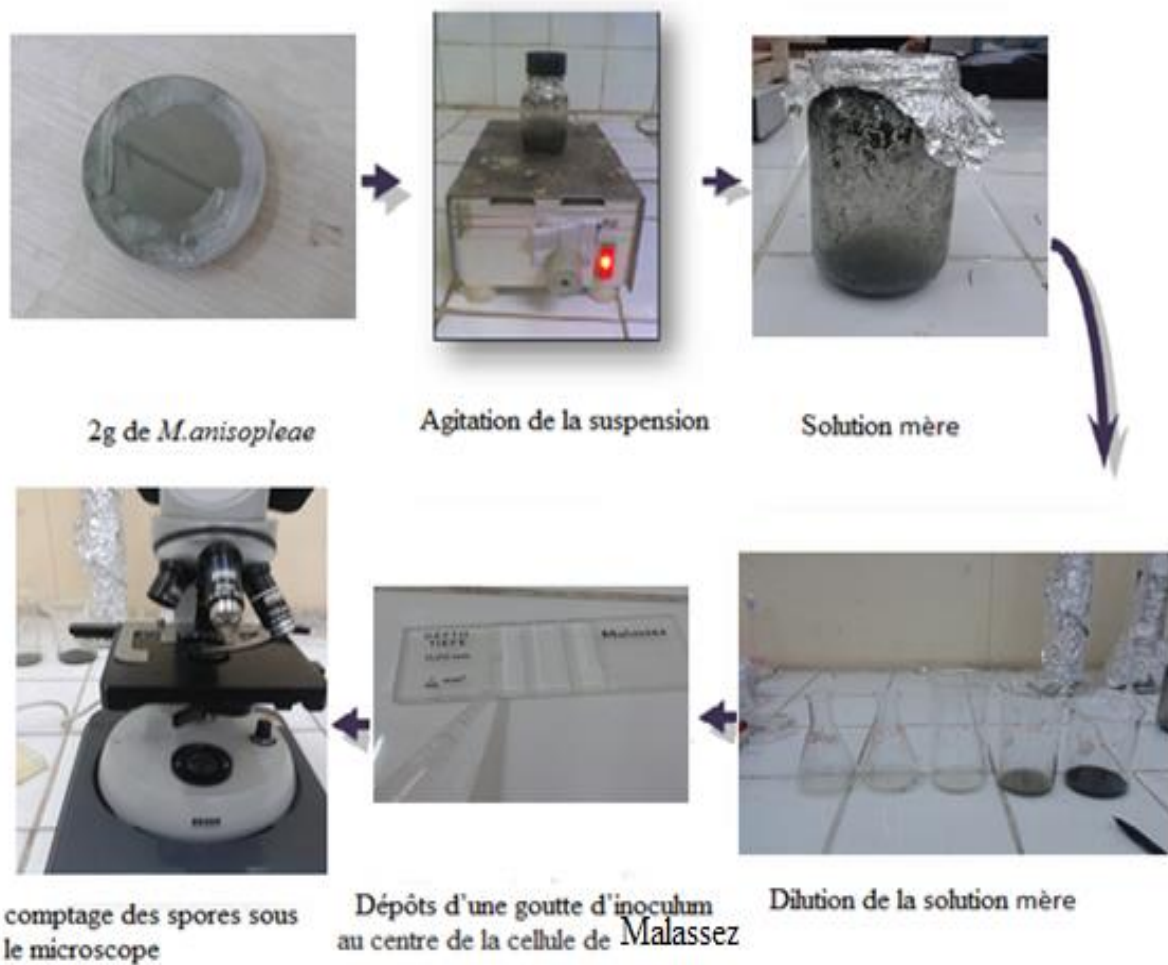 2g de M.anisopleae
Agitation de la suspension
Solution mère
Malassez
comptage des spores sous
le microscope
Dépôts d'une goutte d'inoculum
au centre de la cellule de Malassez
Dilution de la solution mère